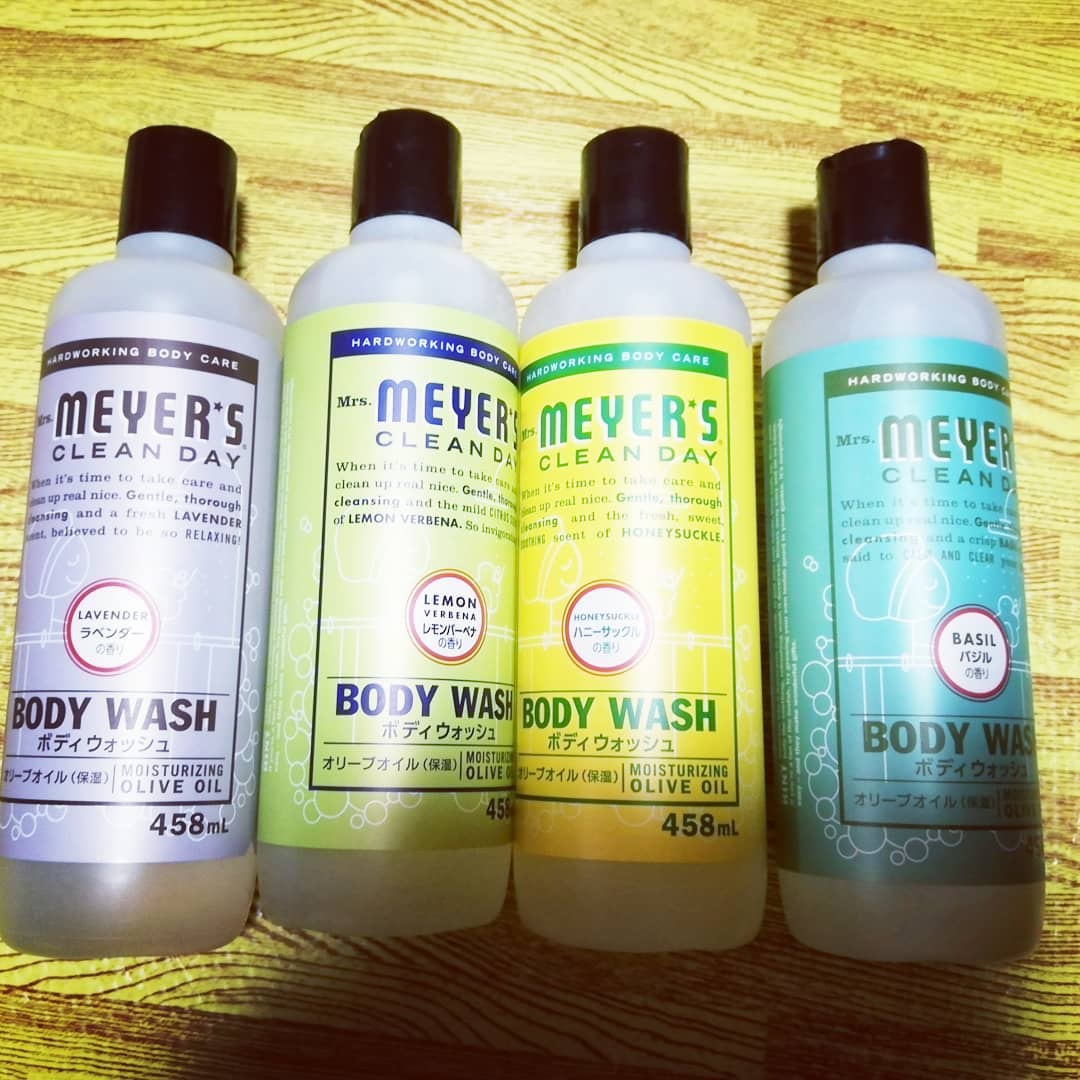 HARDWORKING BODY CARE
Mrs. MEYER'S
CLEAN DAY
When it's time to take care and
clean up real nice. Gentle, thorough
cleansing and a fresh LAVENDER
scent, believed to be so RELAXING!
LAVENDER
ラベンダー
の香り
BODY WASH
ボディウォッシュ
オリーブオイル(保湿) MOISTURIZING
OLIVE OIL
458mL
HARDWORKING BODY CARE
Mrs. MEYER'S
CLEAN DAY
When it's time to take care
clean up real nice. Gentle, thorough
cleansing and the mild CITRUS
of LEMON VERBENA. So invigorat
LEMON
VERBENA
レモンバーベナ
の香り
BODY WASH
ボディウォッシュ
オリーブオイル(保湿) MOISTURIZING
OLIVE OIL
458
HARDWORKING BODY CARE
Mrs. MEYER'S
CLEAN DAY
When it's time to take care and
clean up real nice. Gentle, thorough
cleansing and the fresh, sweet,
SOOTHING scent of HONEYSUCKLE.
HONEYSUCKLE
ハニーサックル
の香り
BODY WASH
ボディウォッシュ
オリーブオイル(保湿) MOISTURIZING
OLIVE OIL
458mL
HARDWORKING BODY CA
Mrs. MEYER'
CLEAN DA
When it's time to take
clean up real nice. Gentle
cleansing and a crisp BAS
said to CALM AND CLEAR yo
BASIL
バジル
の香り
BODY WAS
ボディウォッシュ
オリーブオイル(保湿) MOIS
OLIVE